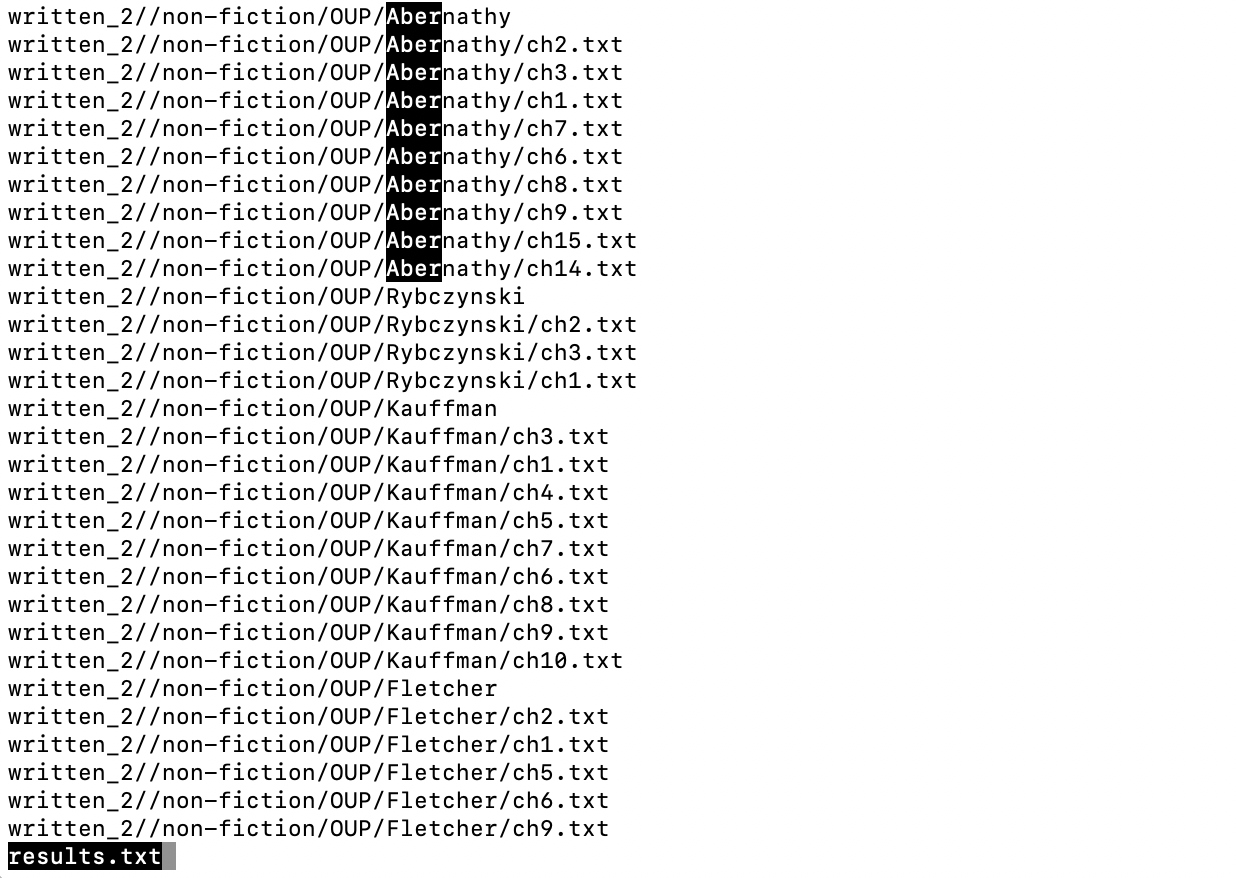 written_2//non-fiction/OUP/Abernathy
written_2//non-fiction/OUP/Abernathy/ch2.txt
written_2//non-fiction/OUP/Abernathy/ch3.txt
written_2//non-fiction/OUP/Abernathy/ch1.txt
written_2//non-fiction/OUP/Abernathy/ch7.txt
written_2//non-fiction/OUP/Abernathy/ch6.txt
written_2//non-fiction/OUP/Abernathy/ch8.txt
written_2//non-fiction/OUP/Abernathy/ch9.txt
written_2//non-fiction/OUP/Abernathy/ch15.txt
written_2//non-fiction/OUP/Abernathy/ch14.txt
written_2//non-fiction/OUP/Rybczynski
written_2//non-fiction/OUP/Rybczynski/ch2.txt
written_2//non-fiction/OUP/Rybczynski/ch3.txt
written_2//non-fiction/OUP/Rybczynski/ch1.txt
written_2//non-fiction/OUP/Kauffman
written_2//non-fiction/OUP/Kauffman/ch3.txt
written_2//non-fiction/OUP/Kauffman/ch1.txt
written_2//non-fiction/OUP/Kauffman/ch4.txt
written_2//non-fiction/OUP/Kauffman/ch5.txt
written_2//non-fiction/OUP/Kauffman/ch7.txt
written_2//non-fiction/OUP/Kauffman/ch6.txt
written_2//non-fiction/OUP/Kauffman/ch8.txt
written_2//non-fiction/OUP/Kauffman/ch9.txt
written_2//non-fiction/OUP/Kauffman/ch10.txt
written_2//non-fiction/OUP/Fletcher
written_2//non-fiction/OUP/Fletcher/ch2.txt
written_2//non-fiction/OUP/Fletcher/ch1.txt
written_2//non-fiction/OUP/Fletcher/ch5.txt
written_2//non-fiction/OUP/Fletcher/ch6.txt
written_2//non-fiction/OUP/Fletcher/ch9.txt
results.txt